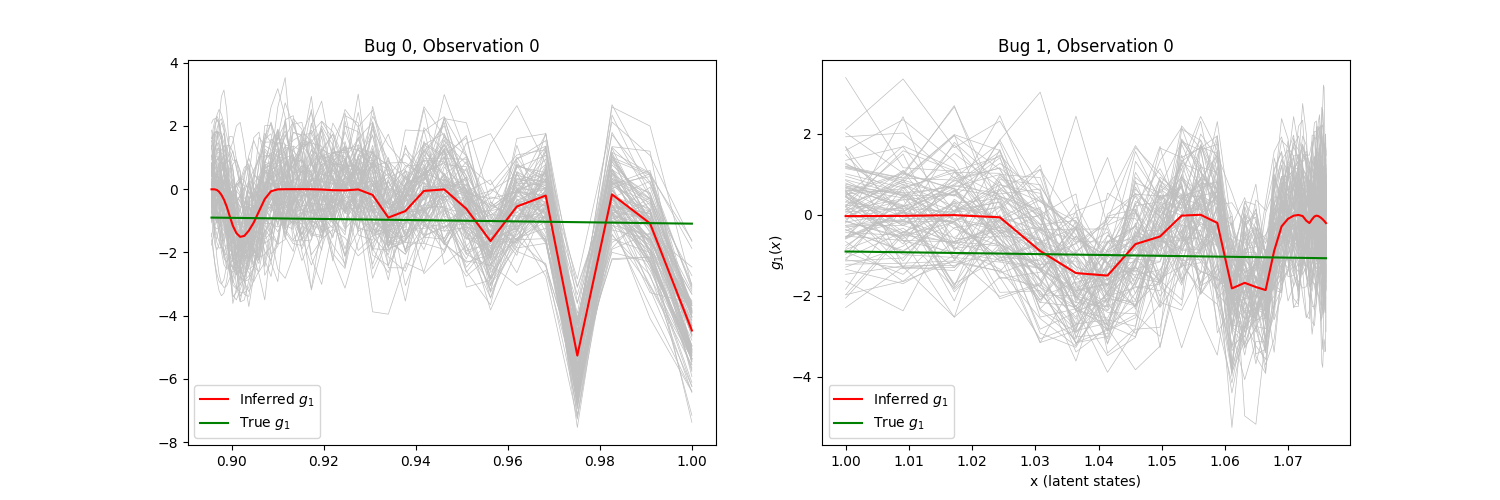 Bug 0, Observation 0
4
2
0
−2
−4
−6
−8
0.90 0.92 0.94 0.96 0.98 1.00
Inferred g₁
True g₁
Bug 1, Observation 0
g₁(x)
2
0
−2
−4
1.00 1.01 1.02 1.03 1.04 1.05 1.06 1.07
x (latent states)
Inferred g₁
True g₁